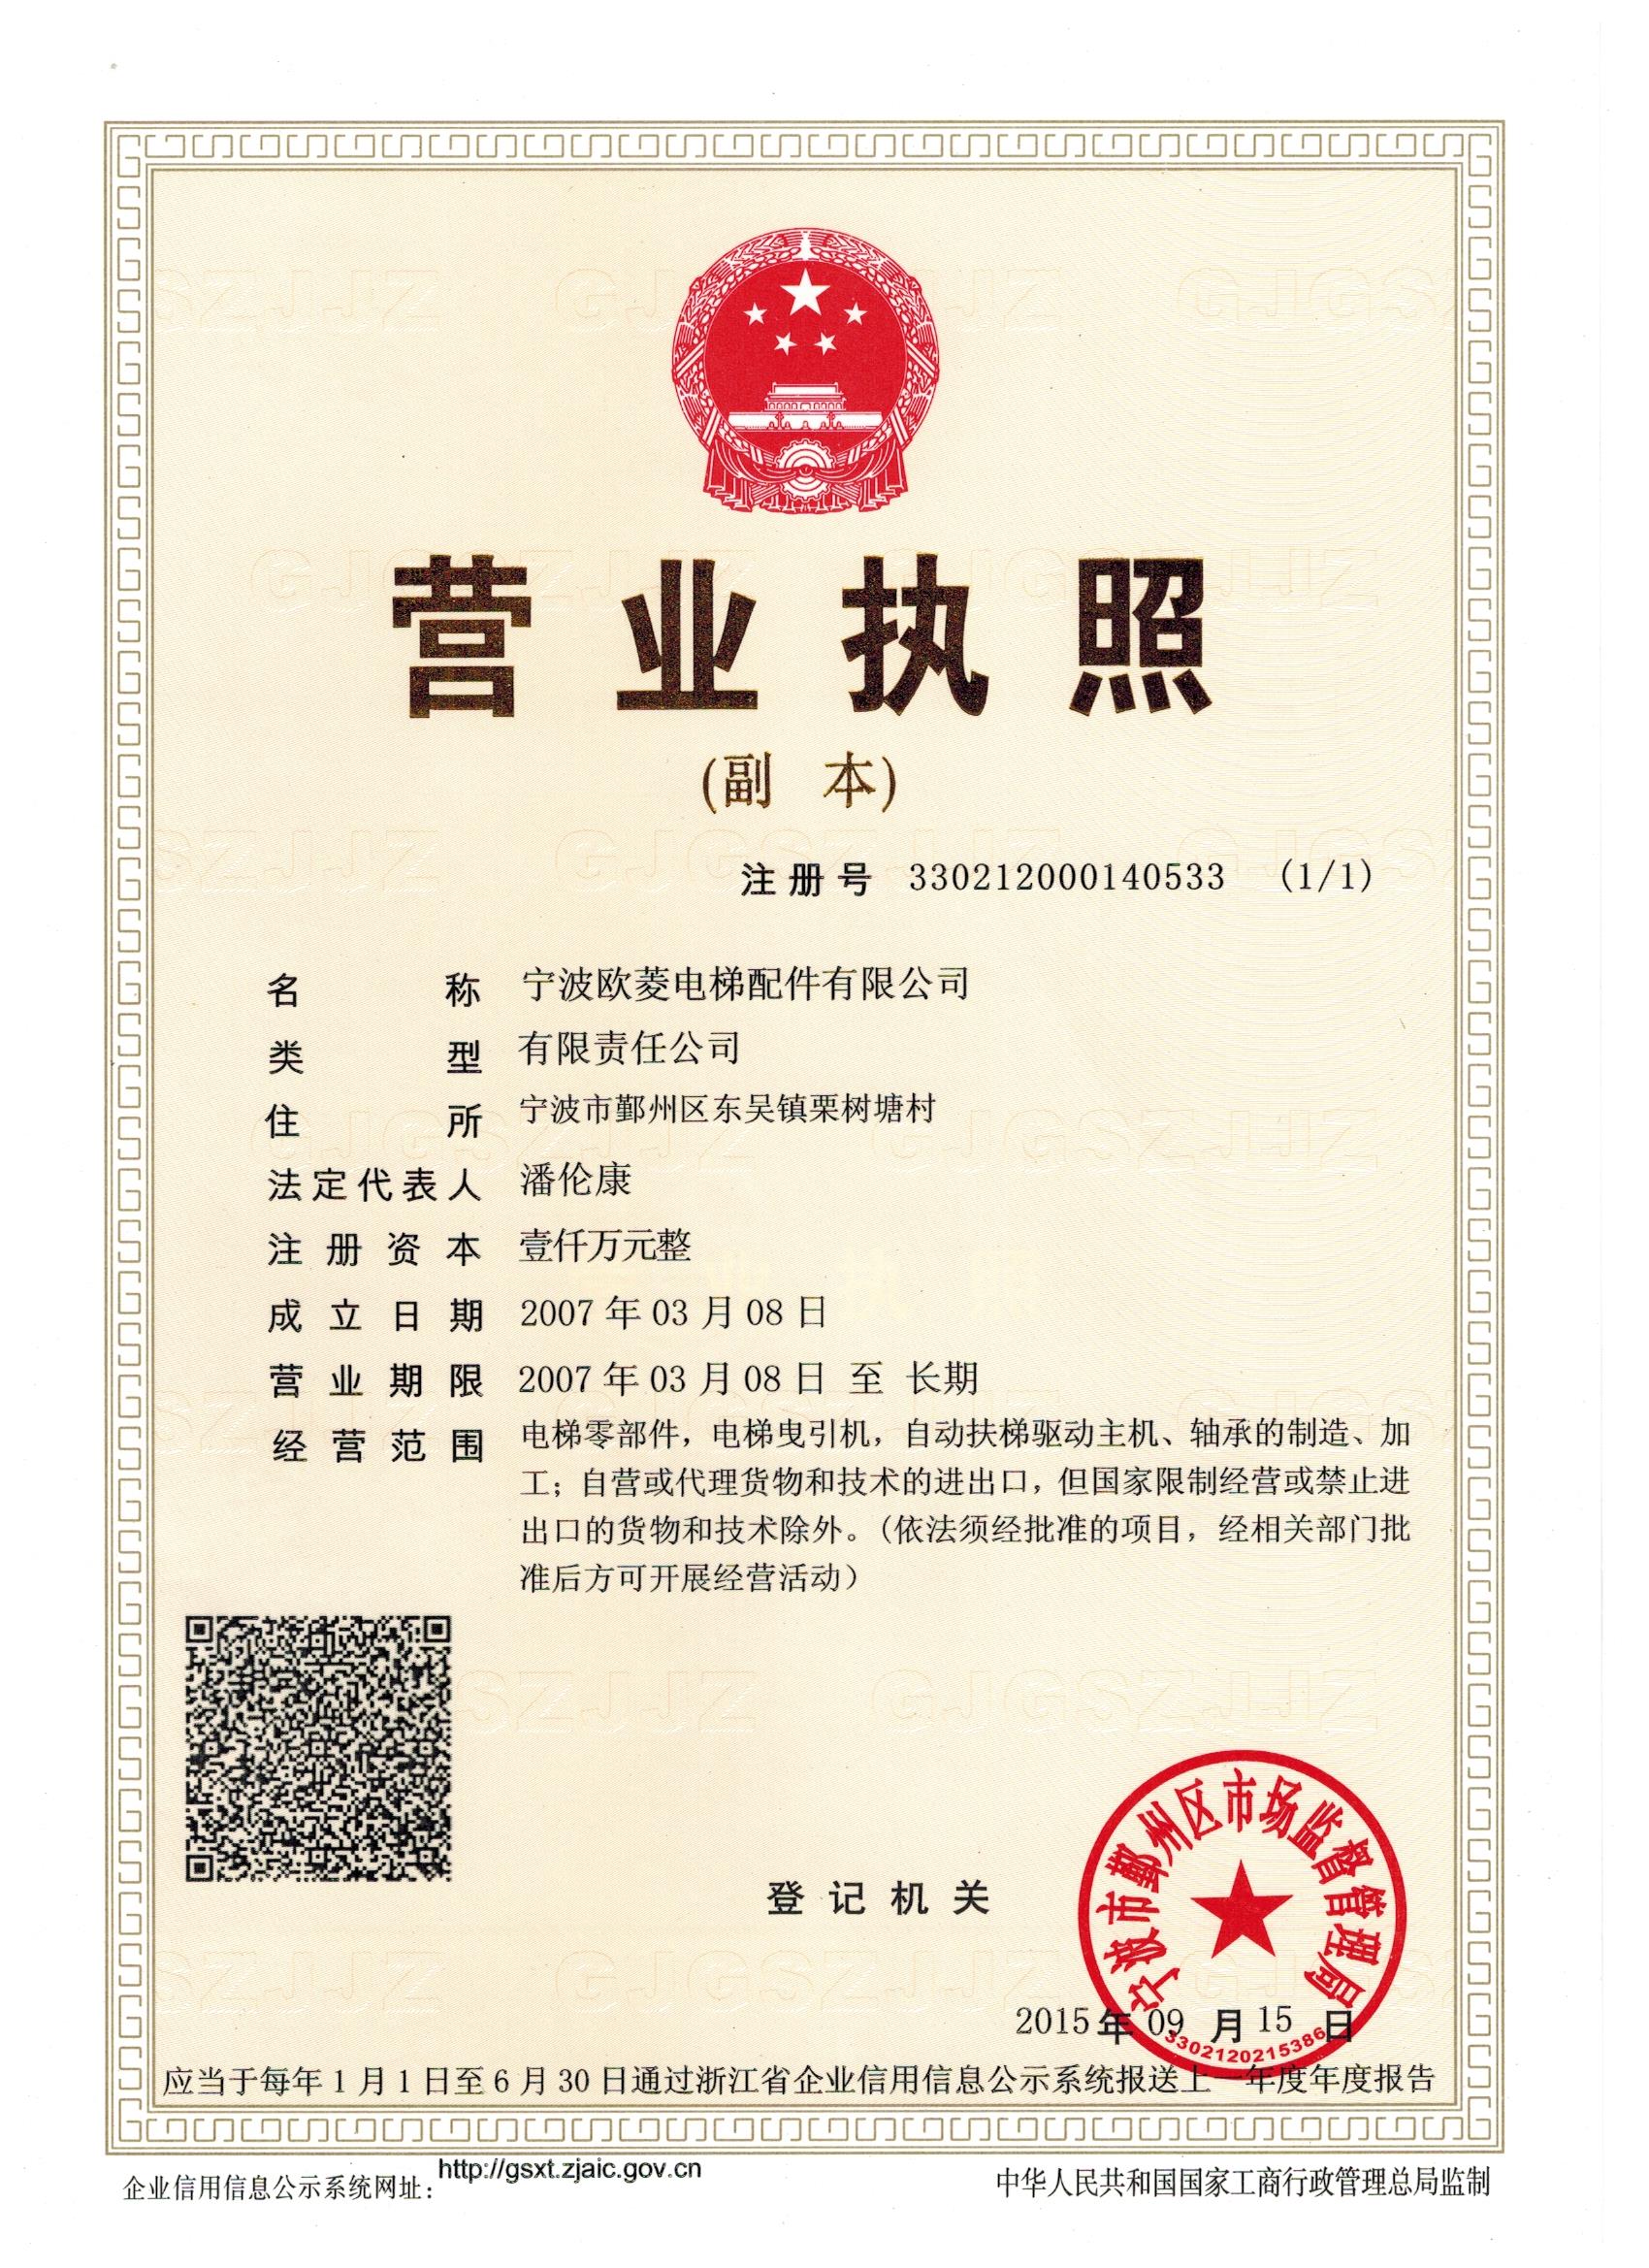 营业执照
(副 本)
注册号 330212000140533 (1/1)
名称 宁波欧菱电梯配件有限公司
类型 有限责任公司
住所 宁波市鄞州区东吴镇栗树塘村
法定代表人 潘伦康
注册资本 壹仟万元整
成立日期 2007年03月08日
营业期限 2007年03月08日 至 长期
经营范围 电梯零部件，电梯曳引机，自动扶梯驱动主机、轴承的制造、加
工；自营或代理货物和技术的进出口，但国家限制经营或禁止进
出口的货物和技术除外。（依法须经批准的项目，经相关部门批
准后方可开展经营活动）
宁波市鄞州区市场监督管理局
登记机关
2015年09月15日
3302120215386
应当于每年1月1日至6月30日通过浙江省企业信用信息公示系统报送上一年度年度报告
企业信用信息公示系统网址：http://gsxt.zjaic.gov.cn
中华人民共和国国家工商行政管理总局监制